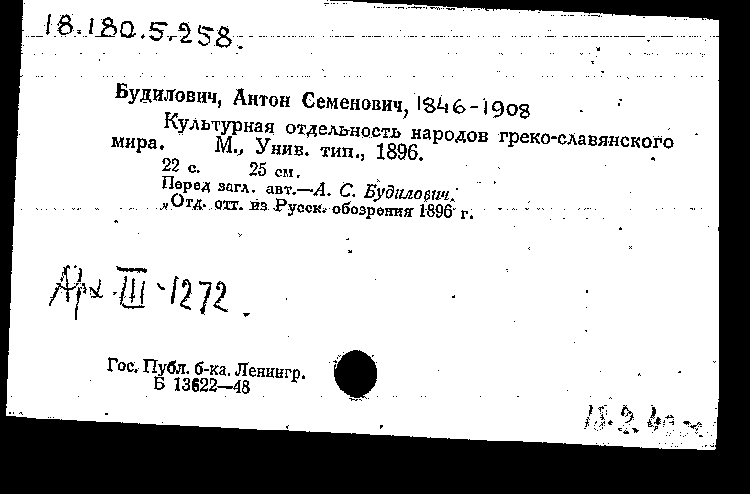 18.180.5.258.
Будилович, Антон Семенович, 1846-1908
Культурная отдельность народов греко-славянского
мира. М., Унив. тип., 1896.
22 с. 25 см.
Перед загл. авт.—А. С. Будилович.
„Отд. отт. из Русск. обозрения 1896 г.
Арх III-1272.
Гос. Публ. б-ка. Ленингр.
Б 13622—48